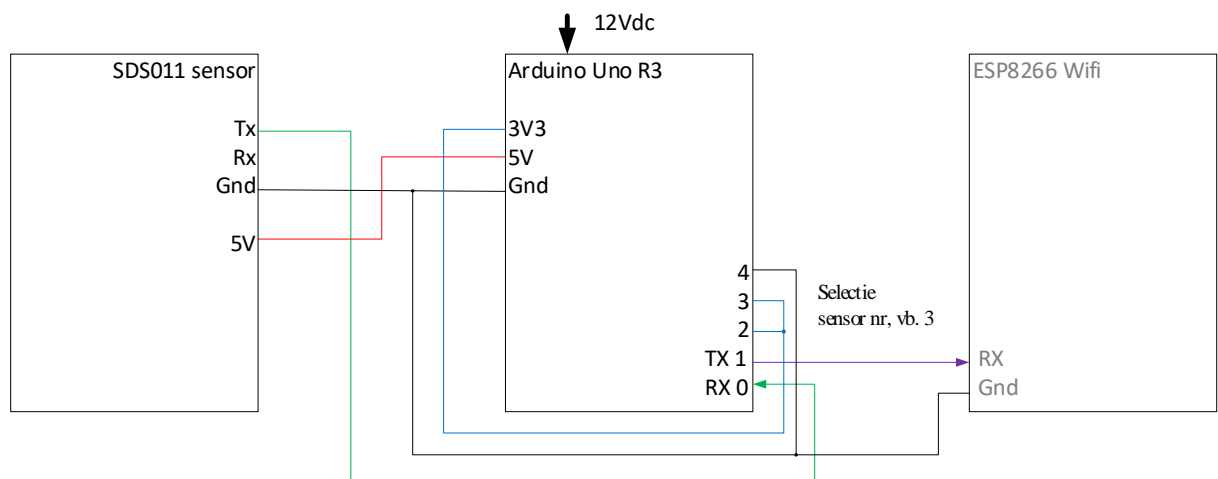 12Vdc
SDS011 sensor
Tx
Rx
Gnd
5V
Arduino Uno R3
3V3
5V
Gnd
4
3
2
TX 1
RX 0
Selectie
sensor nr, vb. 3
ESP8266 Wifi
RX
Gnd